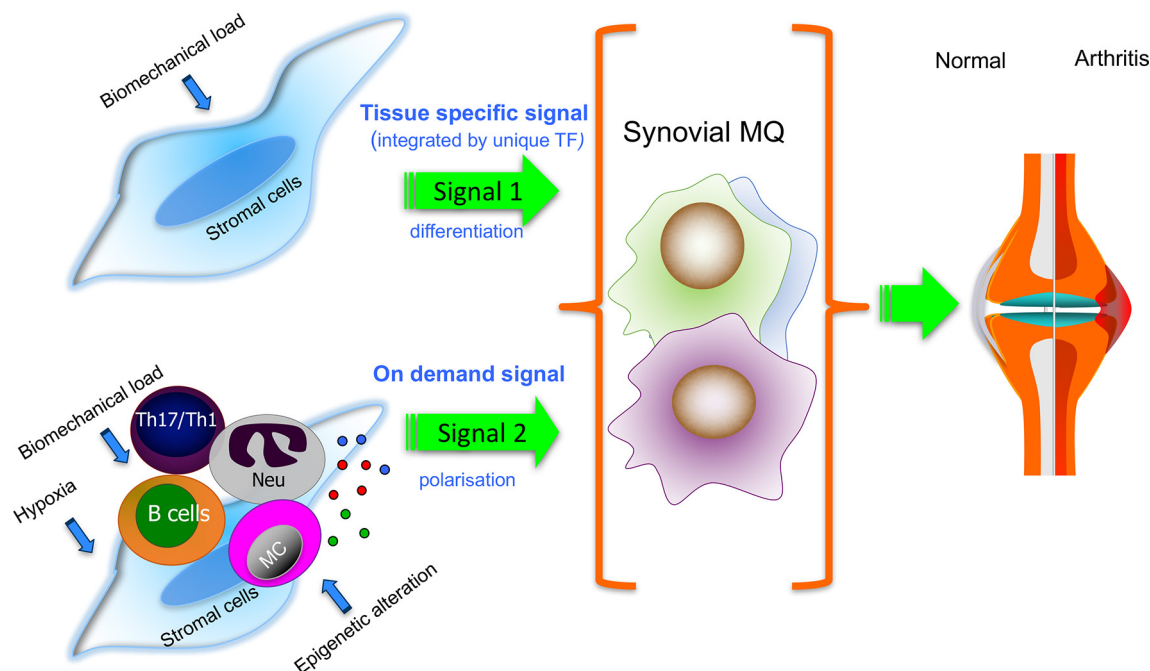 Biomechanical load
Stromal cells
Tissue specific signal
(integrated by unique TF)
Signal 1
differentiation
Synovial MQ
Normal
Arthritis
Biomechanical load
Hypoxia
Th17/Th1
Neu
B cells
MC
Stromal cells
Epigenetic alteration
On demand signal
Signal 2
polarisation